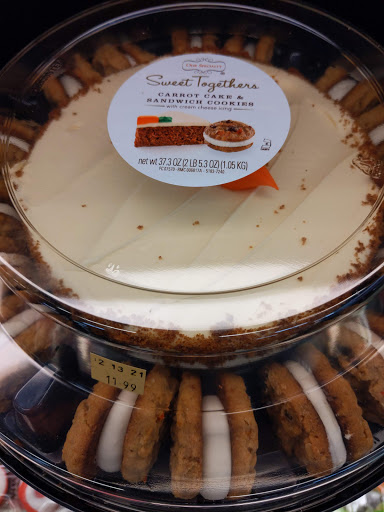 Sweet Togethers
CARROT CAKE &
SANDWICH COOKIES
with cream cheese icing
net wt 37.3 OZ (2 LB 5.3 OZ) (1.05 KG)
12 13 21
11.99